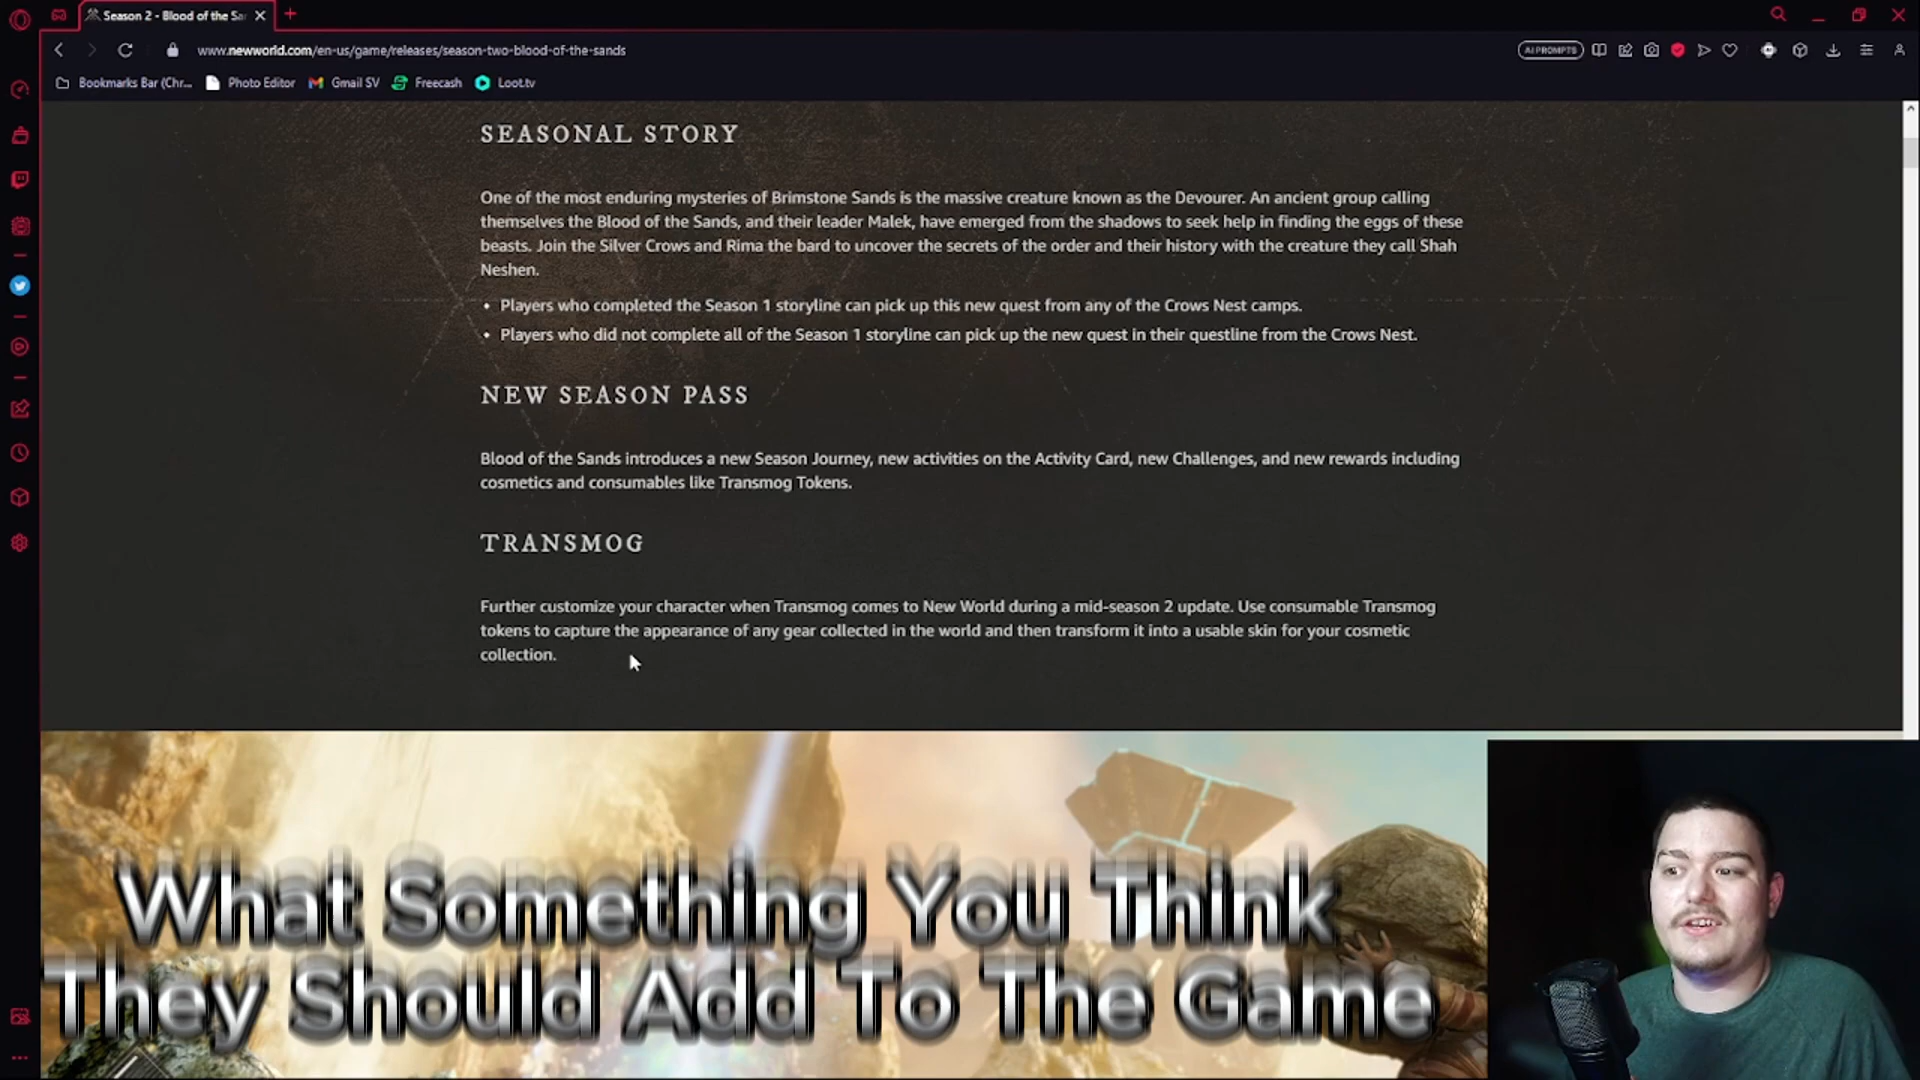 Season 2 - Blood of the Sa
www.newworld.com/en-us/game/releases/season-two-blood-of-the-sands
AI PROMPTS
Bookmarks Bar (Chr... Photo Editor Gmail SV Freecash Loot.tv
SEASONAL STORY
One of the most enduring mysteries of Brimstone Sands is the massive creature known as the Devourer. An ancient group calling
themselves the Blood of the Sands, and their leader Malek, have emerged from the shadows to seek help in finding the eggs of these
beasts. Join the Silver Crows and Rima the bard to uncover the secrets of the order and their history with the creature they call Shah
Neshen.
• Players who completed the Season 1 storyline can pick up this new quest from any of the Crows Nest camps.
• Players who did not complete all of the Season 1 storyline can pick up the new quest in their questline from the Crows Nest.
NEW SEASON PASS
Blood of the Sands introduces a new Season Journey, new activities on the Activity Card, new Challenges, and new rewards including
cosmetics and consumables like Transmog Tokens.
TRANSMOG
Further customize your character when Transmog comes to New World during a mid-season 2 update. Use consumable Transmog
tokens to capture the appearance of any gear collected in the world and then transform it into a usable skin for your cosmetic
collection.
What Something You Think
They Should Add To The Game